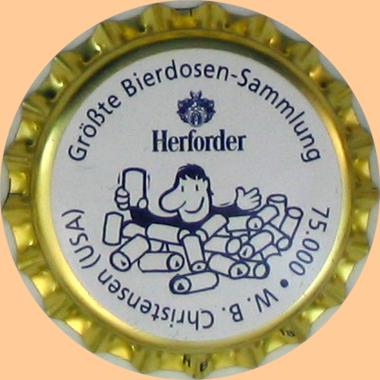 Größte Bierdosen-Sammlung
Herforder
75.000 • W. B. Christensen (USA)